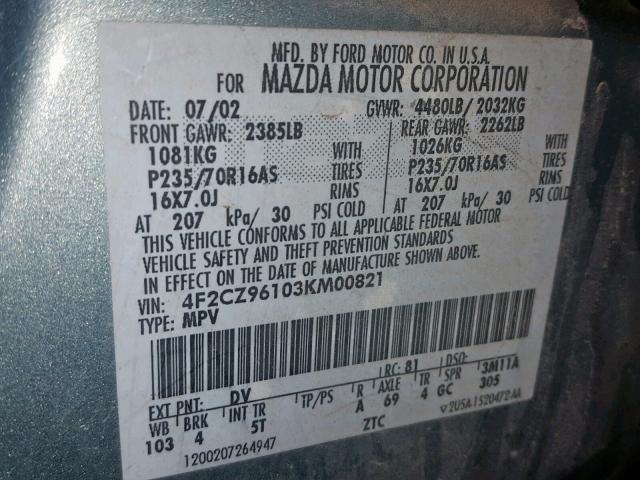 MFD. BY FORD MOTOR CO. IN U.S.A.
FOR MAZDA MOTOR CORPORATION
DATE: 07/02 GVWR: 4480LB/ 2032KG
FRONT GAWR: 2385LB REAR GAWR: 2262LB
1081KG WITH 1026KG WITH
P235/70R16AS TIRES P235/70R16AS TIRES
16X7.0J RIMS 16X7.0J RIMS
AT 207 kPa/ 30 PSI COLD AT 207 kPa/ 30 PSI COLD
THIS VEHICLE CONFORMS TO ALL APPLICABLE FEDERAL MOTOR
VEHICLE SAFETY AND THEFT PREVENTION STANDARDS
IN EFFECT ON THE DATE OF MANUFACTURE SHOWN ABOVE.
VIN: 4F2CZ96103KM00821
TYPE: MPV
EXT PNT: DV RC: 81 DSO:
WB BRK INT TR TP/PS R AXLE TR SPR 3M11A
103 4 5T A 69 4 GC 305
1200207264947 ZTC V2U5A1520472AA